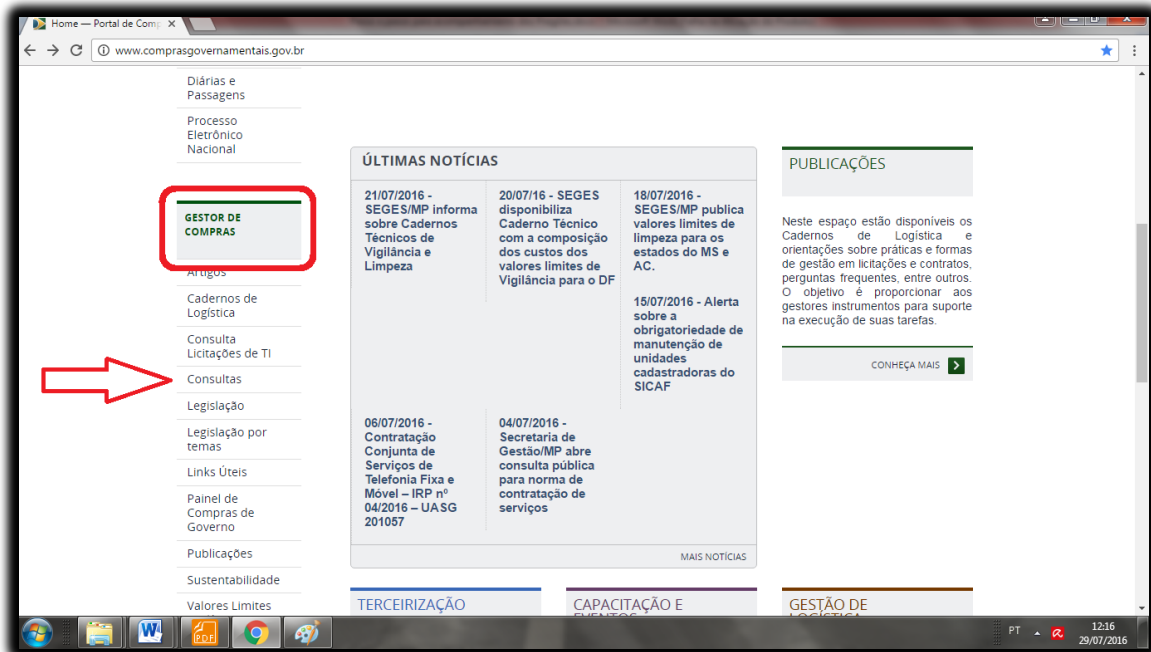 Home — Portal de Com
www.comprasgovernamentais.gov.br
Diárias e
Passagens
Processo
Eletrônico
Nacional
GESTOR DE
COMPRAS
Artigos
Cadernos de
Logística
Consulta
Licitações de TI
Consultas
Legislação
Legislação por
temas
Links Úteis
Painel de
Compras de
Governo
Publicações
Sustentabilidade
Valores Limites
ÚLTIMAS NOTÍCIAS
21/07/2016 -
SEGES/MP informa
sobre Cadernos
Técnicos de
Vigilância e
Limpeza
20/07/16 - SEGES
disponibiliza
Caderno Técnico
com a composição
dos custos dos
valores limites de
Vigilância para o DF
18/07/2016 -
SEGES/MP publica
valores limites de
limpeza para os
estados do MS e
AC.
15/07/2016 - Alerta
sobre a
obrigatoriedade de
manutenção de
unidades
cadastradoras do
SICAF
06/07/2016 -
Contratação
Conjunta de
Serviços de
Telefonia Fixa e
Móvel – IRP nº
04/2016 – UASG
201057
04/07/2016 -
Secretaria de
Gestão/MP abre
consulta pública
para norma de
contratação de
serviços
MAIS NOTÍCIAS
PUBLICAÇÕES
Neste espaço estão disponíveis os
Cadernos de Logística e
orientações sobre práticas e formas
de gestão em licitações e contratos,
perguntas frequentes, entre outros.
O objetivo é proporcionar aos
gestores instrumentos para suporte
na execução de suas tarefas.
CONHEÇA MAIS
TERCEIRIZAÇÃO
CAPACITAÇÃO E
EVENTOS
GESTÃO DE
LOGÍSTICA
W
PDF
PT
12:16
29/07/2016